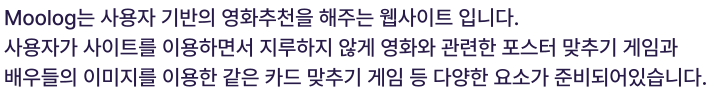 Moolog는 사용자 기반의 영화추천을 해주는 웹사이트 입니다.
사용자가 사이트를 이용하면서 지루하지 않게 영화와 관련한 포스터 맞추기 게임과
배우들의 이미지를 이용한 같은 카드 맞추기 게임 등 다양한 요소가 준비되어있습니다.